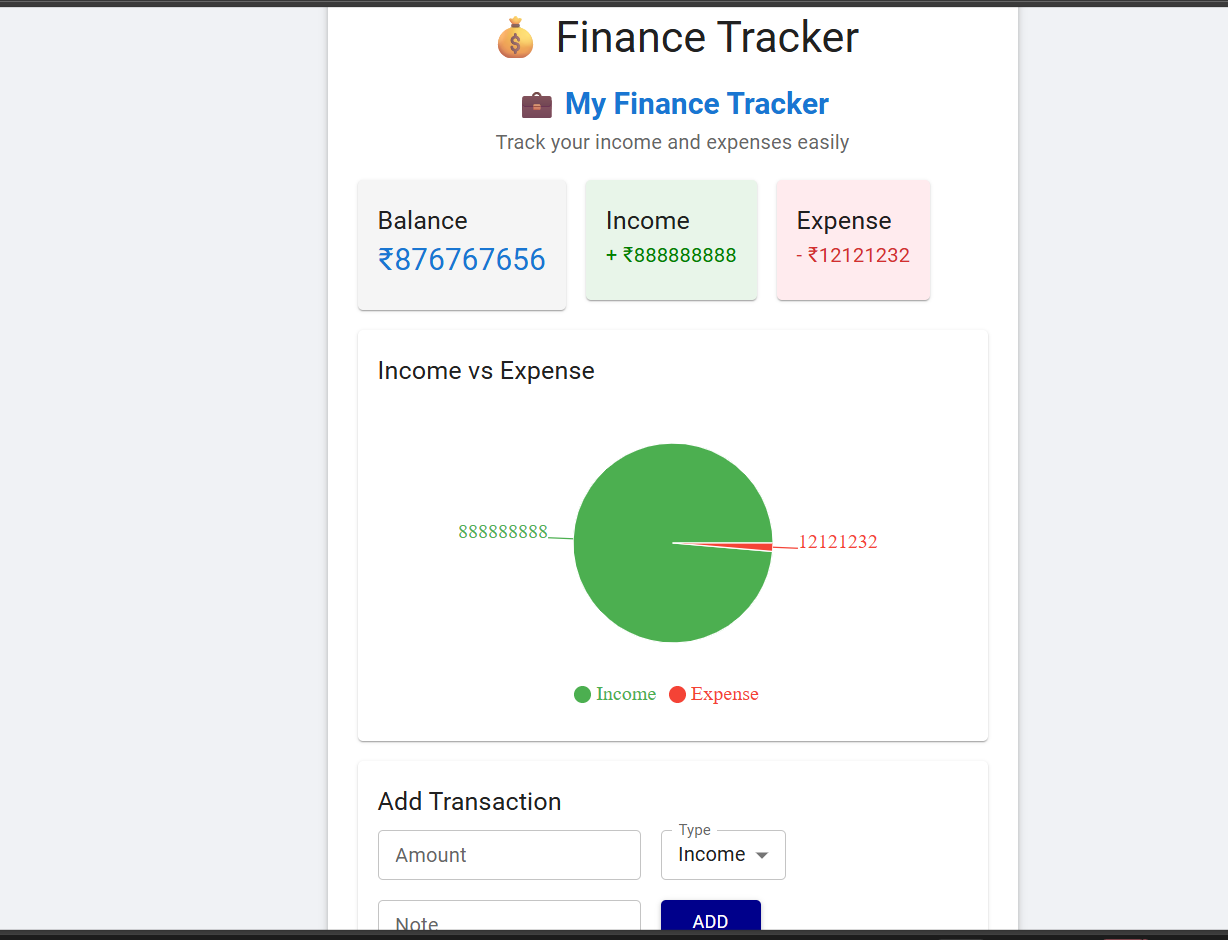 Finance Tracker
My Finance Tracker
Track your income and expenses easily
Balance
₹876767656
Income
+ ₹888888888
Expense
- ₹12121232
Income vs Expense
888888888
12121232
Income Expense
Add Transaction
Amount
Type
Income
Note
ADD